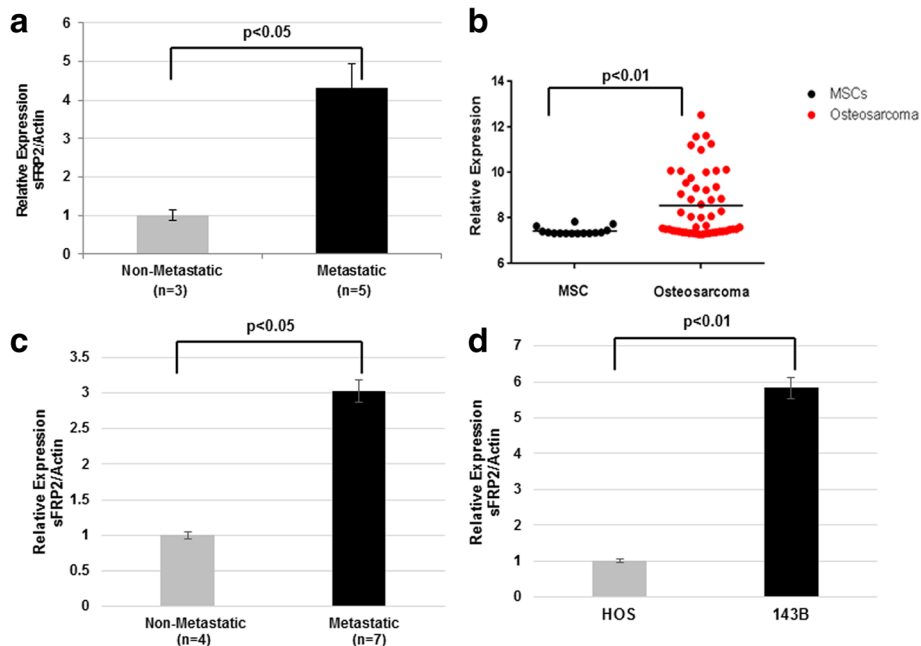 a
p<0.05
Relative Expression
sFRP2/Actin
6
5
4
3
2
1
0
Non-Metastatic
(n=3)
Metastatic
(n=5)
b
p<0.01
MSCs
Osteosarcoma
Relative Expression
14
12
10
8
6
MSC
Osteosarcoma
c
p<0.05
Relative Expression
sFRP2/Actin
3.5
3
2.5
2
1.5
1
0.5
0
Non-Metastatic
(n=4)
Metastatic
(n=7)
d
p<0.01
Relative Expression
sFRP2/Actin
7
6
5
4
3
2
1
0
HOS
143B